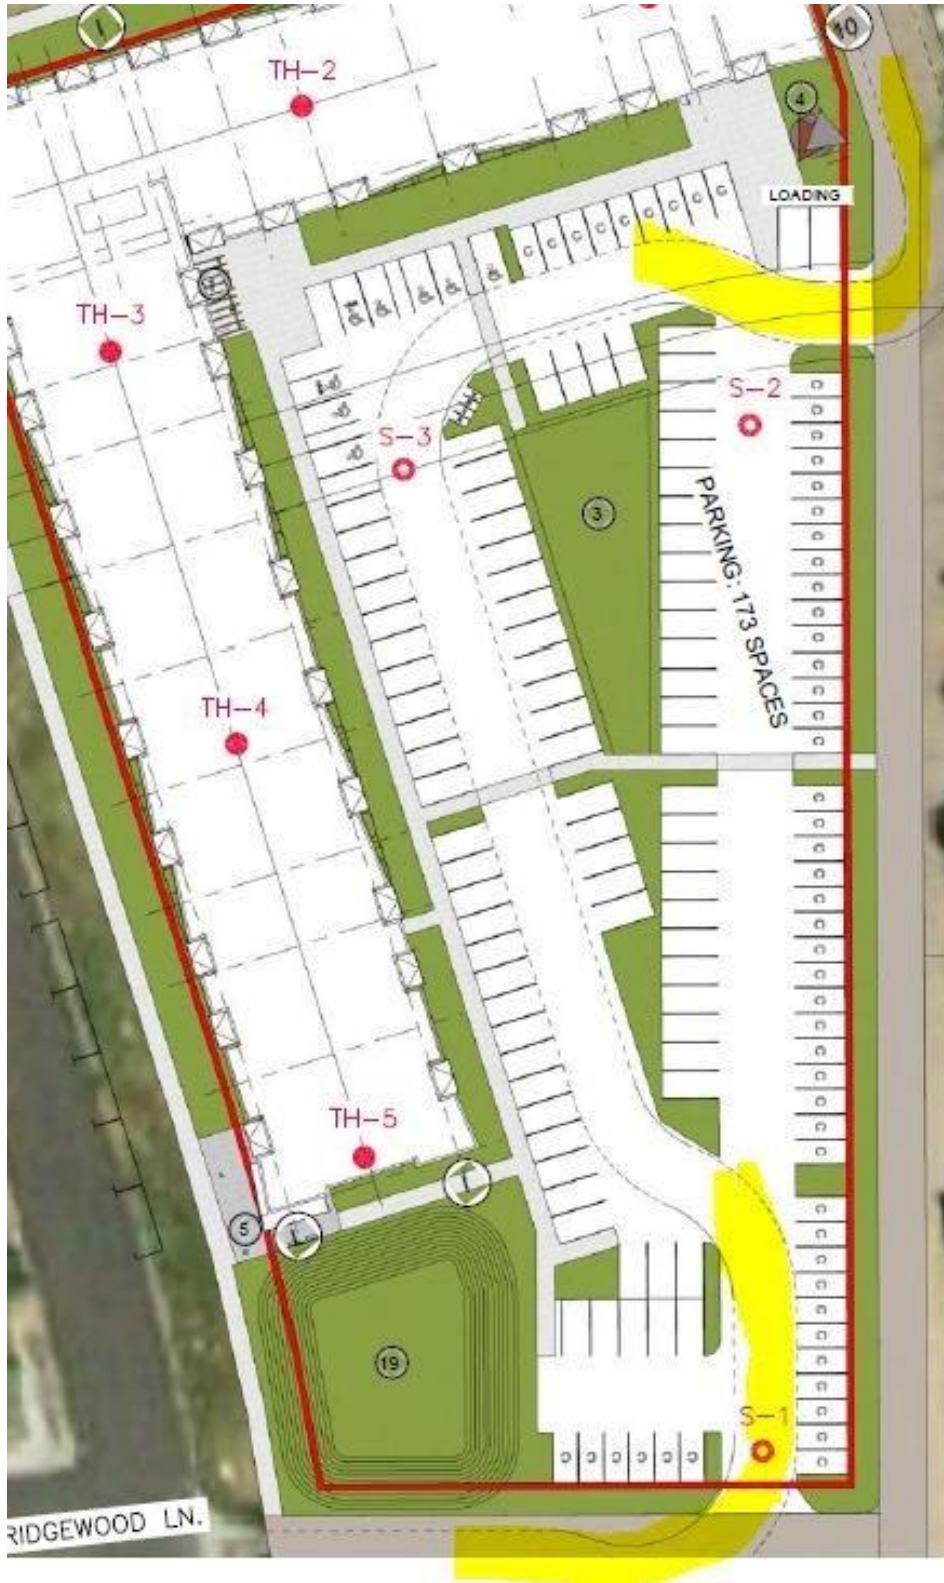 10
TH-2
4
LOADING
TH-3
S-2
S-3
3
PARKING: 173 SPACES
TH-4
TH-5
5
19
S-1
C C C C C C
RIDGEWOOD LN.